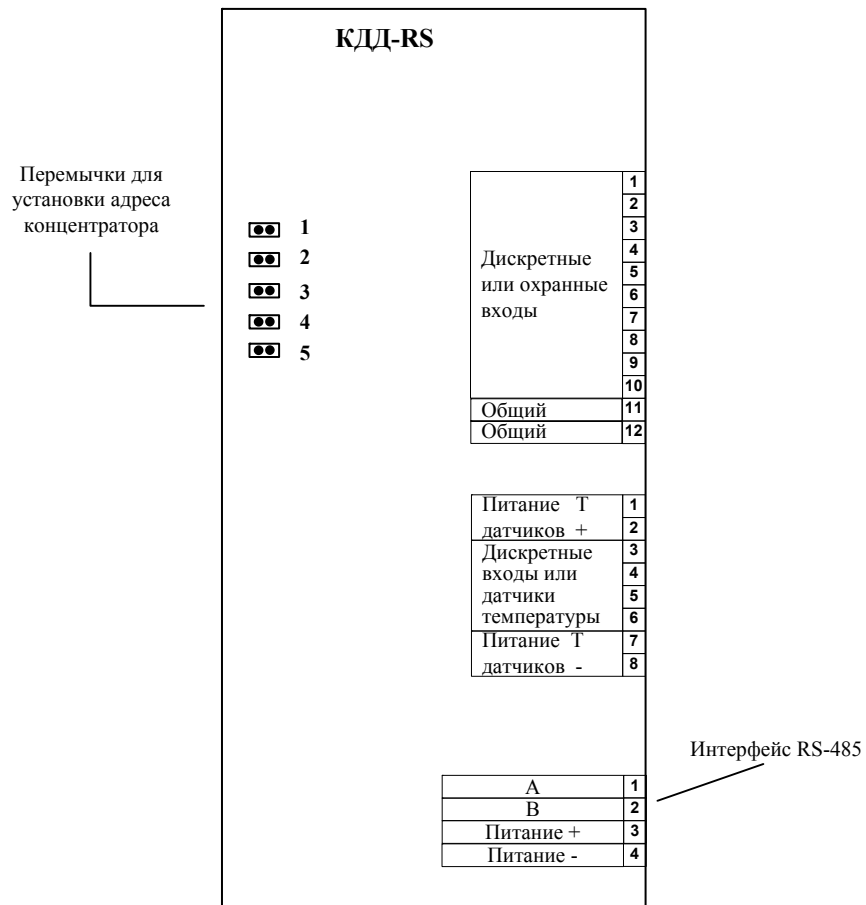 КДД-RS
Перемычки для
установки адреса
концентратора
1
2
3
4
5
Дискретные
или охранные
входы
1
2
3
4
5
6
7
8
9
10
Общий 11
Общий 12
Питание Т 1
датчиков + 2
Дискретные 3
входы или 4
датчики 5
температуры 6
Питание Т 7
датчиков - 8
Интерфейс RS-485
А 1
В 2
Питание + 3
Питание - 4